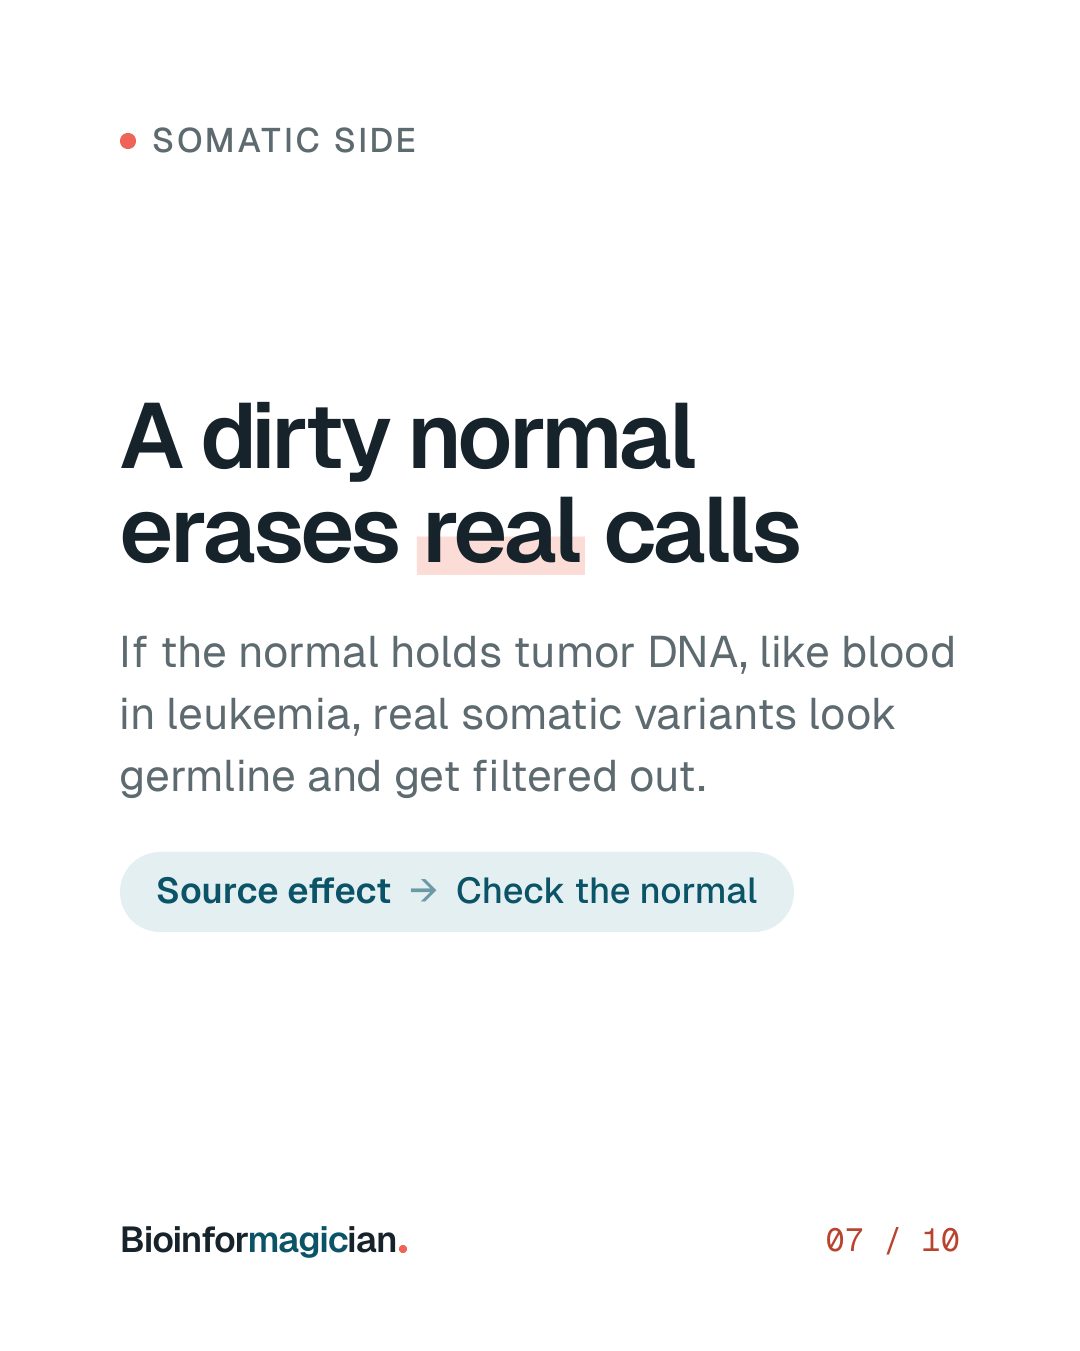 SOMATIC SIDE
A dirty normal
erases real calls
If the normal holds tumor DNA, like blood
in leukemia, real somatic variants look
germline and get filtered out.
Source effect → Check the normal
Bioinformagician.
07 / 10